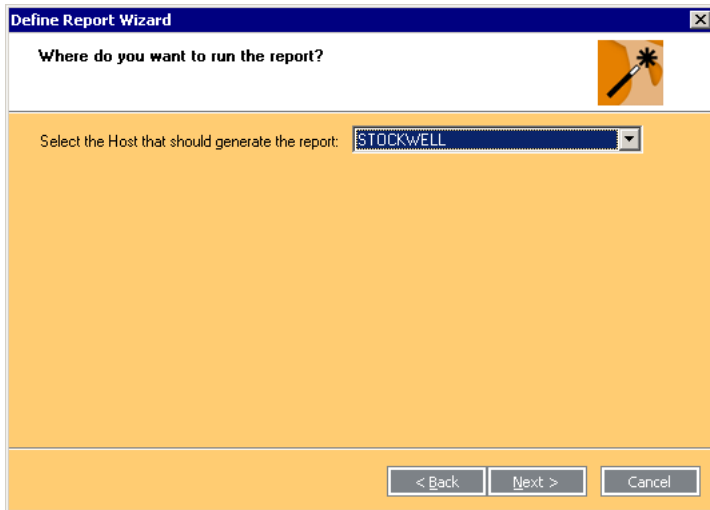 Define Report Wizard
Where do you want to run the report?
Select the Host that should generate the report: STOCKWELL
< Back Next > Cancel